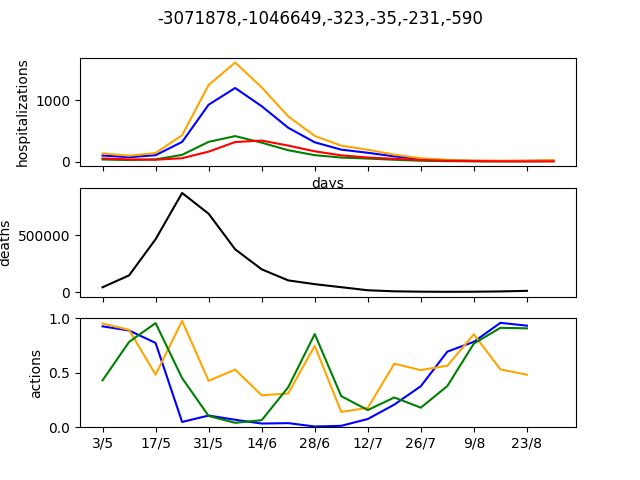 -3071878,-1046649,-323,-35,-231,-590
hospitalizations
1000
0
days
deaths
500000
0
actions
1.0
0.5
0.0
3/5 17/5 31/5 14/6 28/6 12/7 26/7 9/8 23/8